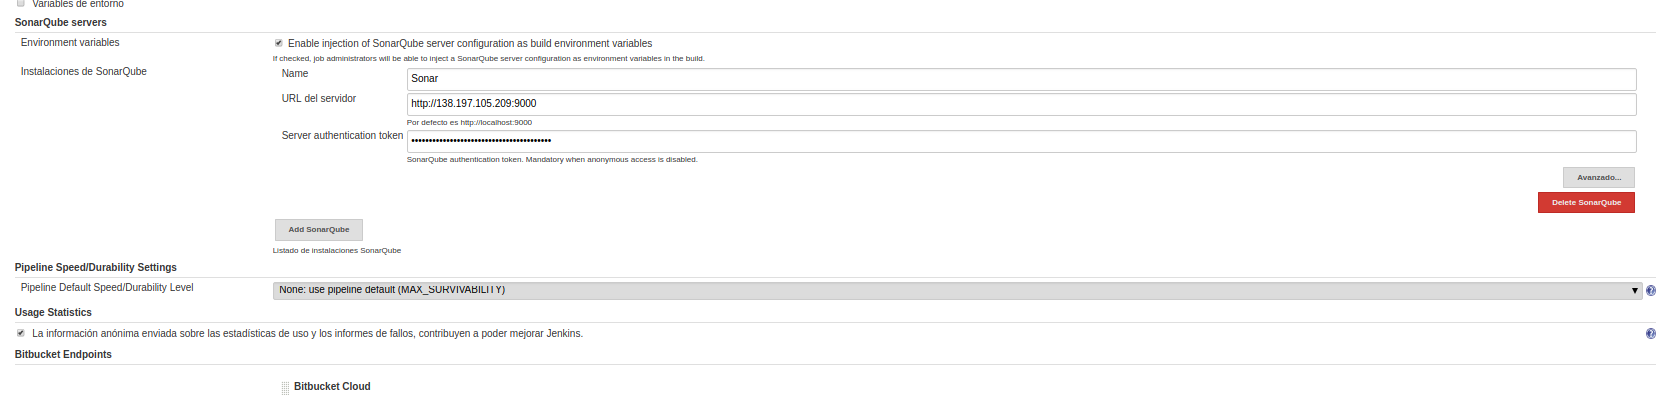 Variables de entorno
SonarQube servers
Environment variables
Enable injection of SonarQube server configuration as build environment variables
If checked, job administrators will be able to inject a SonarQube server configuration as environment variables in the build.
Instalaciones de SonarQube
Name
Sonar
URL del servidor
http://138.197.105.209:9000
Por defecto es http://localhost:9000
Server authentication token
••••••••••••••••••••••••••••••••••••••••
SonarQube authentication token. Mandatory when anonymous access is disabled.
Avanzado...
Delete SonarQube
Add SonarQube
Listado de instalaciones SonarQube
Pipeline Speed/Durability Settings
Pipeline Default Speed/Durability Level
None: use pipeline default (MAX_SURVIVABILITY)
Usage Statistics
La información anónima enviada sobre las estadísticas de uso y los informes de fallos, contribuyen a poder mejorar Jenkins.
Bitbucket Endpoints
Bitbucket Cloud